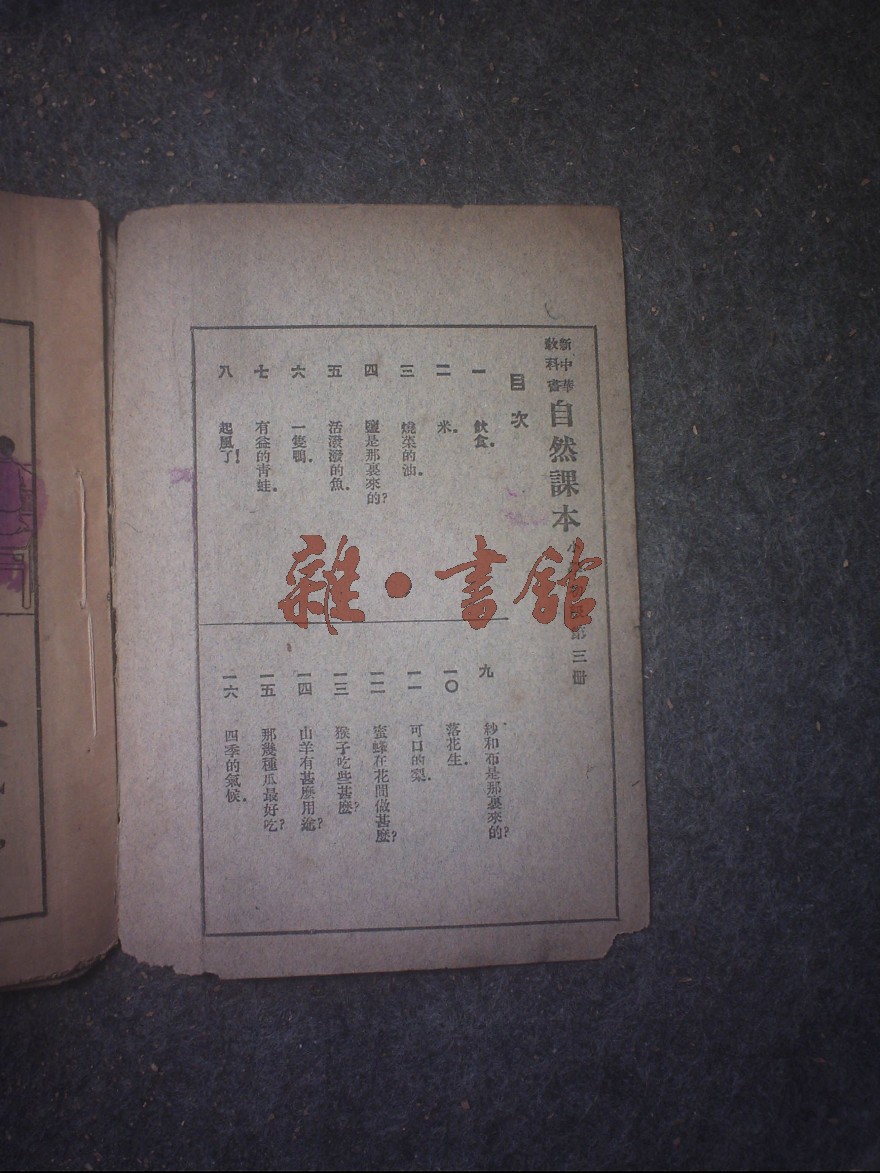 新中華
教科書
自然課本 第三冊
目次
一 飲食。
二 米。
三 燒菜的油。
四 鹽是那裏來的？
五 活潑潑的魚。
六 一隻鴨。
七 有益的青蛙。
八 起風了！
九 紗和布是那裏來的？
一〇 落花生。
一一 可口的梨。
一二 蜜蜂在花間做甚麼？
一三 猴子吃些甚麼？
一四 山羊有甚麼用途？
一五 那幾種瓜最好吃？
一六 四季的氣候。
雜·書館